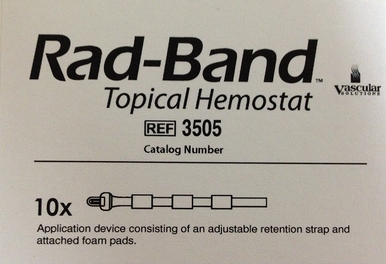 Rad-Band™
Topical Hemostat
Vascular
SOLUTIONS
REF 3505
Catalog Number
10x
Application device consisting of an adjustable retention strap and
attached foam pads.